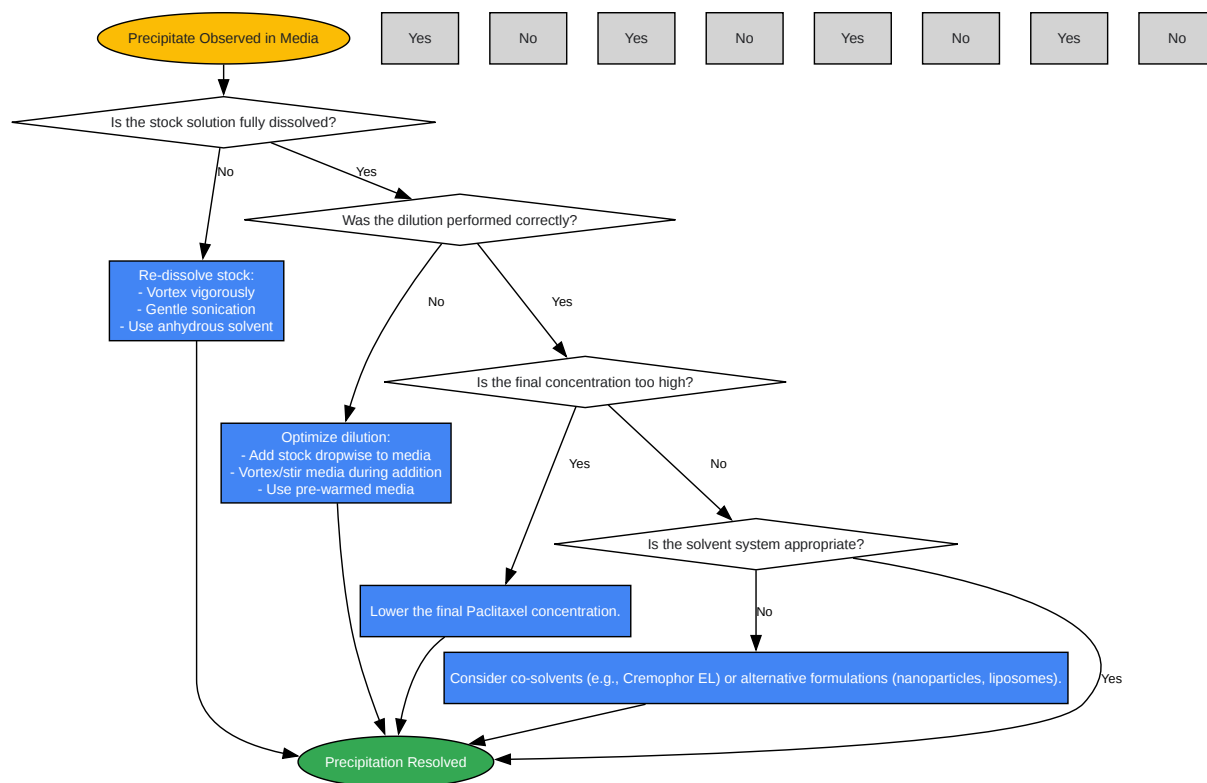 Precipitate Observed in Media
Yes
No
Yes
No
Yes
No
Yes
No
Is the stock solution fully dissolved?
No
Yes
Was the dilution performed correctly?
Re-dissolve stock:
- Vortex vigorously
- Gentle sonication
- Use anhydrous solvent
No
Yes
Is the final concentration too high?
Optimize dilution:
- Add stock dropwise to media
- Vortex/stir media during addition
- Use pre-warmed media
Yes
No
Is the solvent system appropriate?
Lower the final Paclitaxel concentration.
No
Consider co-solvents (e.g., Cremophor EL) or alternative formulations (nanoparticles, liposomes).
Yes
Precipitation Resolved